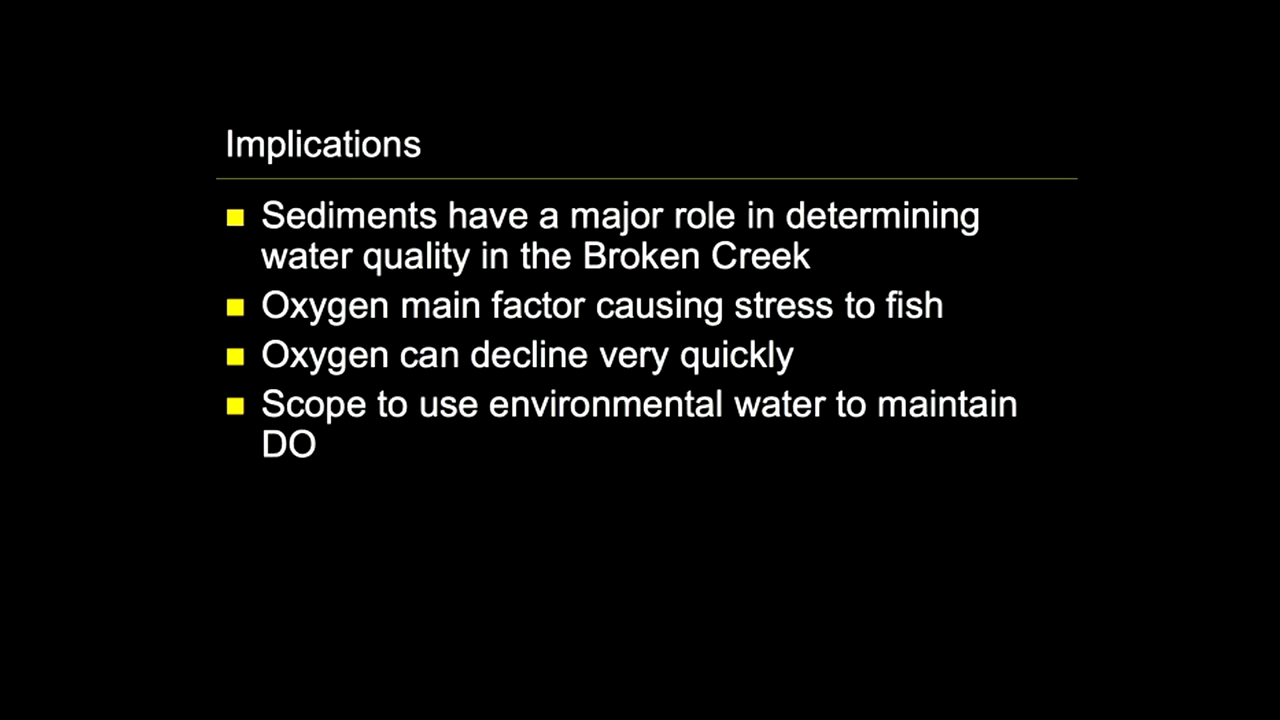 Implications
Sediments have a major role in determining
water quality in the Broken Creek
Oxygen main factor causing stress to fish
Oxygen can decline very quickly
Scope to use environmental water to maintain
DO